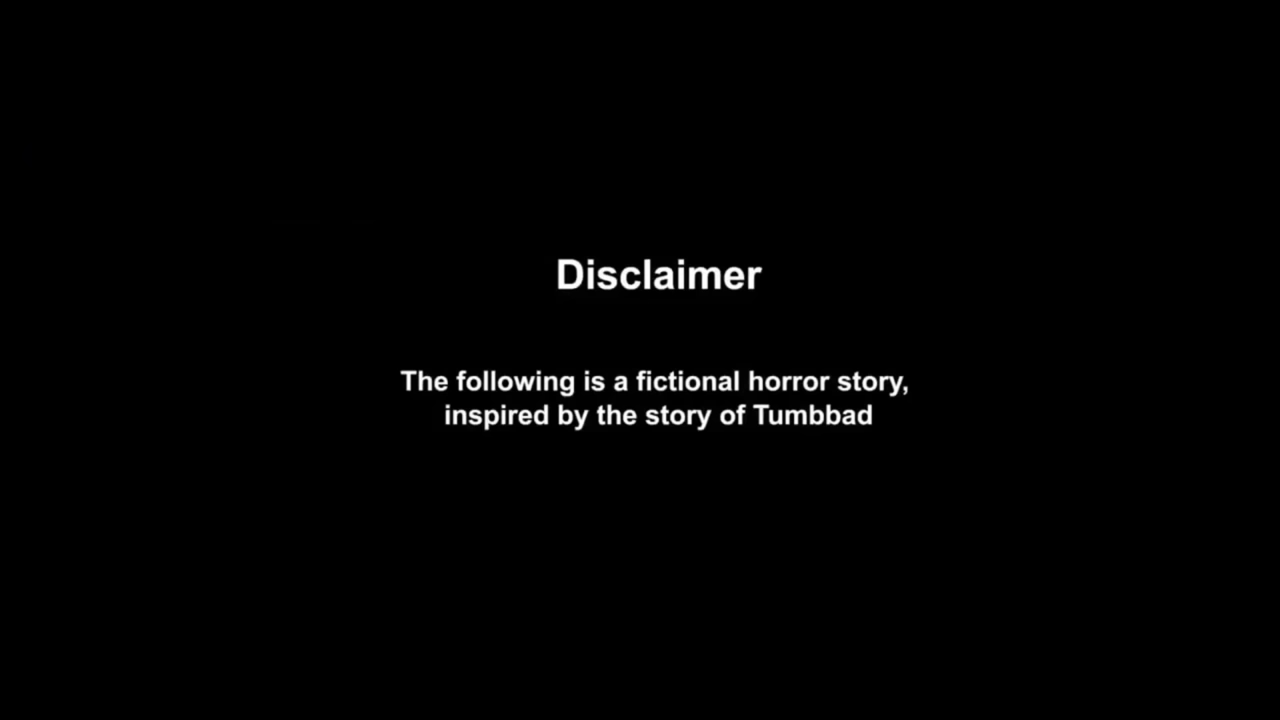 Disclaimer
The following is a fictional horror story,
inspired by the story of Tumbbad